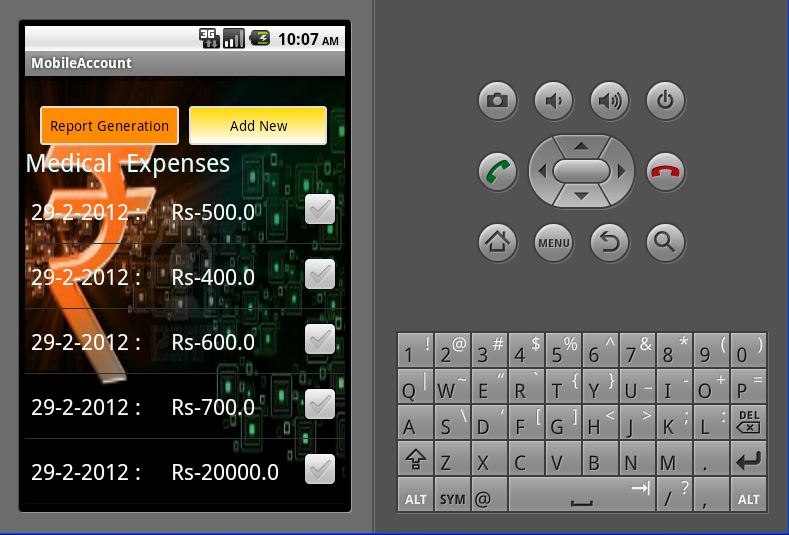 3G 10:07 AM
MobileAccount
Report Generation Add New
Medical Expenses
29-2-2012 : Rs-500.0
29-2-2012 : Rs-400.0
29-2-2012 : Rs-600.0
29-2-2012 : Rs-700.0
29-2-2012 : Rs-20000.0
MENU
1 ! 2 @ 3 # 4 $ 5 % 6 ^ 7 & 8 * 9 ( 0 )
Q | W ~ E “ R ` T { Y } U _ I - O + P =
A S \ D ' F [ G ] H < J > K ; L : DEL
Z X C V B N M .
ALT SYM @ / ? , ALT